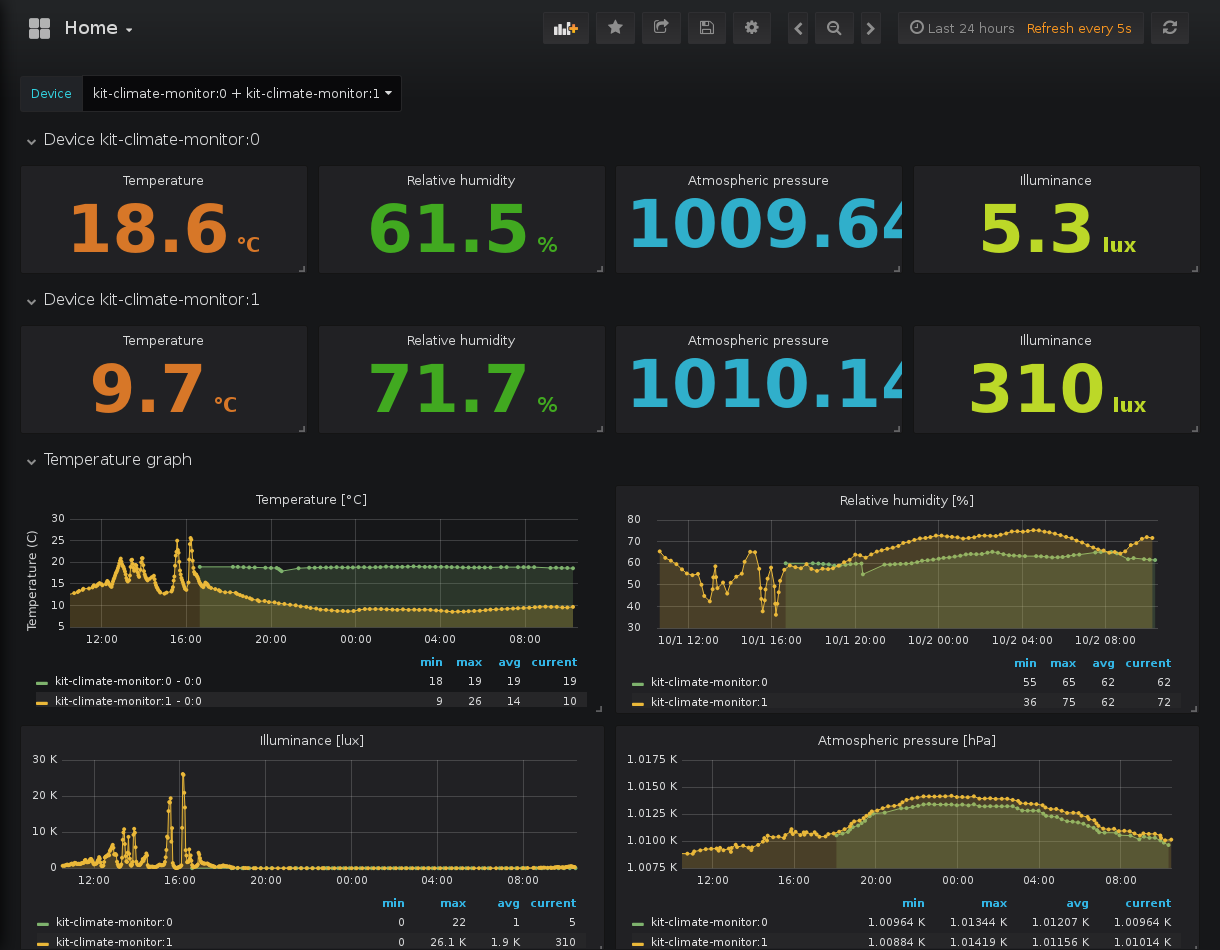 Home
Last 24 hours Refresh every 5s
Device kit-climate-monitor:0 + kit-climate-monitor:1
Device kit-climate-monitor:0
Temperature Relative humidity Atmospheric pressure Illuminance
18.6 °C 61.5 % 1009.64 5.3 lux
Device kit-climate-monitor:1
Temperature Relative humidity Atmospheric pressure Illuminance
9.7 °C 71.7 % 1010.14 310 lux
Temperature graph
Temperature [°C]
Temperature (C)
30
25
20
15
10
5
12:00 16:00 20:00 00:00 04:00 08:00
min max avg current
kit-climate-monitor:0 - 0:0 18 19 19 19
kit-climate-monitor:1 - 0:0 9 26 14 10
Relative humidity [%]
80
70
60
50
40
30
10/1 12:00 10/1 16:00 10/1 20:00 10/2 00:00 10/2 04:00 10/2 08:00
min max avg current
kit-climate-monitor:0 55 65 62 62
kit-climate-monitor:1 36 75 62 72
Illuminance [lux]
30 K
20 K
10 K
0
12:00 16:00 20:00 00:00 04:00 08:00
min max avg current
kit-climate-monitor:0 0 22 1 5
kit-climate-monitor:1 0 26.1 K 1.9 K 310
Atmospheric pressure [hPa]
1.0175 K
1.0150 K
1.0125 K
1.0100 K
1.0075 K
12:00 16:00 20:00 00:00 04:00 08:00
min max avg current
kit-climate-monitor:0 1.00964 K 1.01344 K 1.01207 K 1.00964 K
kit-climate-monitor:1 1.00884 K 1.01419 K 1.01156 K 1.01014 K